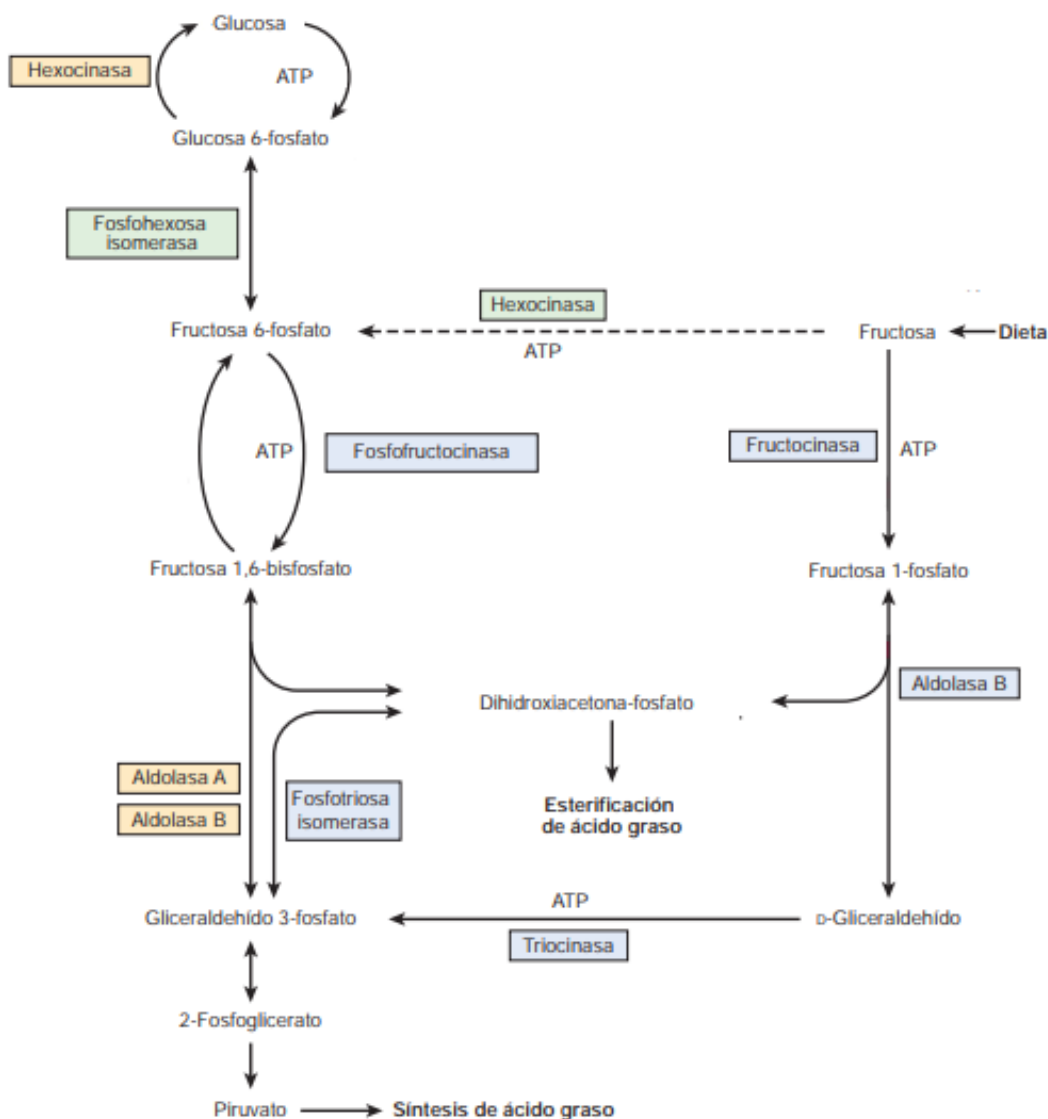 Glucosa
Hexocinasa
ATP
Glucosa 6-fosfato
Fosfohexosa
isomerasa
Hexocinasa
Fructosa 6-fosfato
ATP
Fructosa
Dieta
ATP
Fosfofructocinasa
Fructocinasa
ATP
Fructosa 1,6-bisfosfato
Fructosa 1-fosfato
Dihidroxiacetona-fosfato
Aldolasa B
Aldolasa A
Aldolasa B
Fosfotriosa
isomerasa
Esterificación
de ácido graso
ATP
Gliceraldehído 3-fosfato
D-Gliceraldehído
Triocinasa
2-Fosfoglicerato
Piruvato
Síntesis de ácido graso